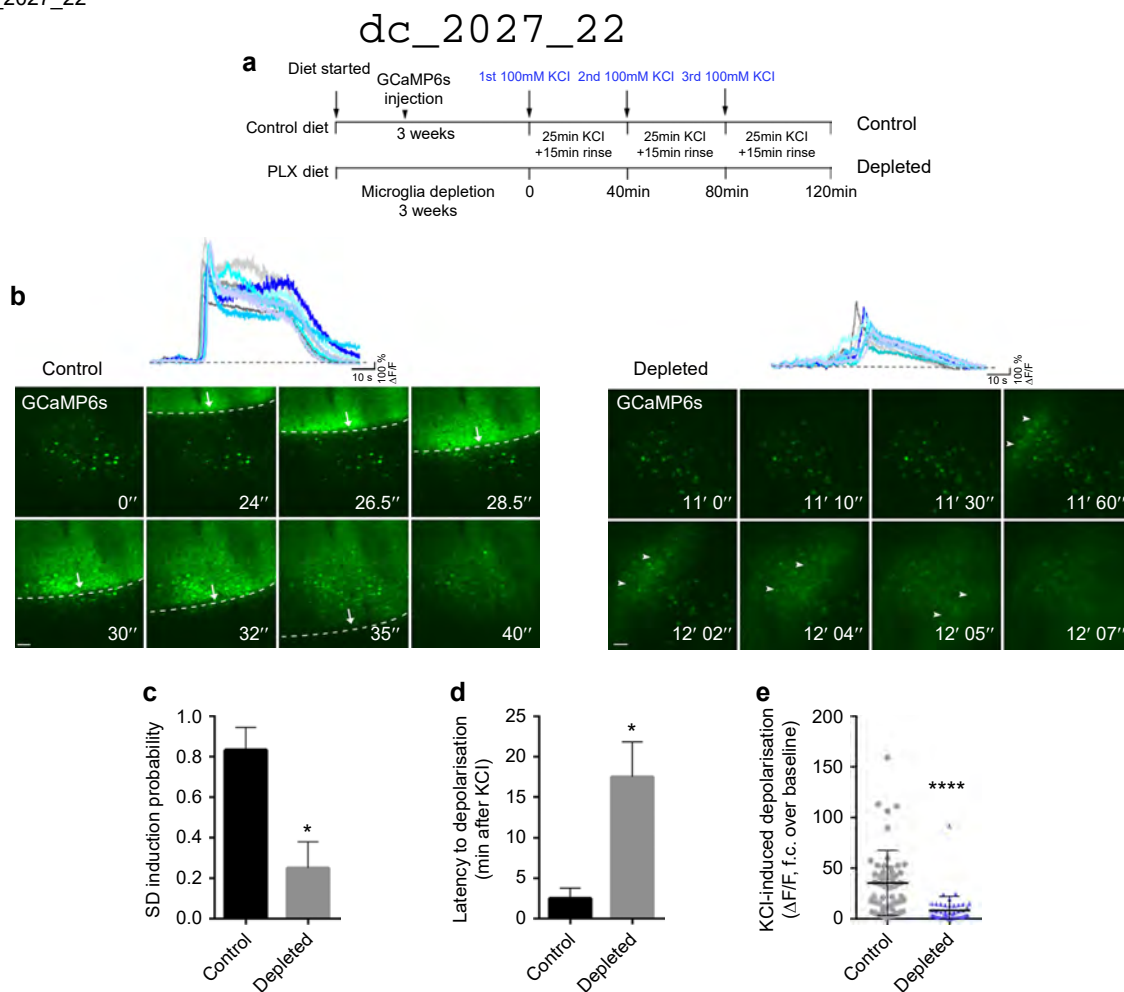 dc_2027_22
a
Diet started
GCaMP6s
injection
1st 100mM KCl 2nd 100mM KCl 3rd 100mM KCl
Control diet
3 weeks
25min KCl
+15min rinse
25min KCl
+15min rinse
25min KCl
+15min rinse
Control
PLX diet
Depleted
Microglia depletion
3 weeks
0
40min
80min
120min
b
Control
10 s
100 %
ΔF/F
GCaMP6s
0′′
24′′
26.5′′
28.5′′
30′′
32′′
35′′
40′′
Depleted
10 s
100 %
ΔF/F
GCaMP6s
11′ 0′′
11′ 10′′
11′ 30′′
11′ 60′′
12′ 02′′
12′ 04′′
12′ 05′′
12′ 07′′
c
SD induction probability
1.0
0.8
0.6
0.4
0.2
0.0
*
Control
Depleted
d
Latency to depolarisation
(min after KCl)
25
20
15
10
5
0
*
Control
Depleted
e
KCl-induced depolarisation
(ΔF/F, f.c. over baseline)
200
150
100
50
0
****
Control
Depleted